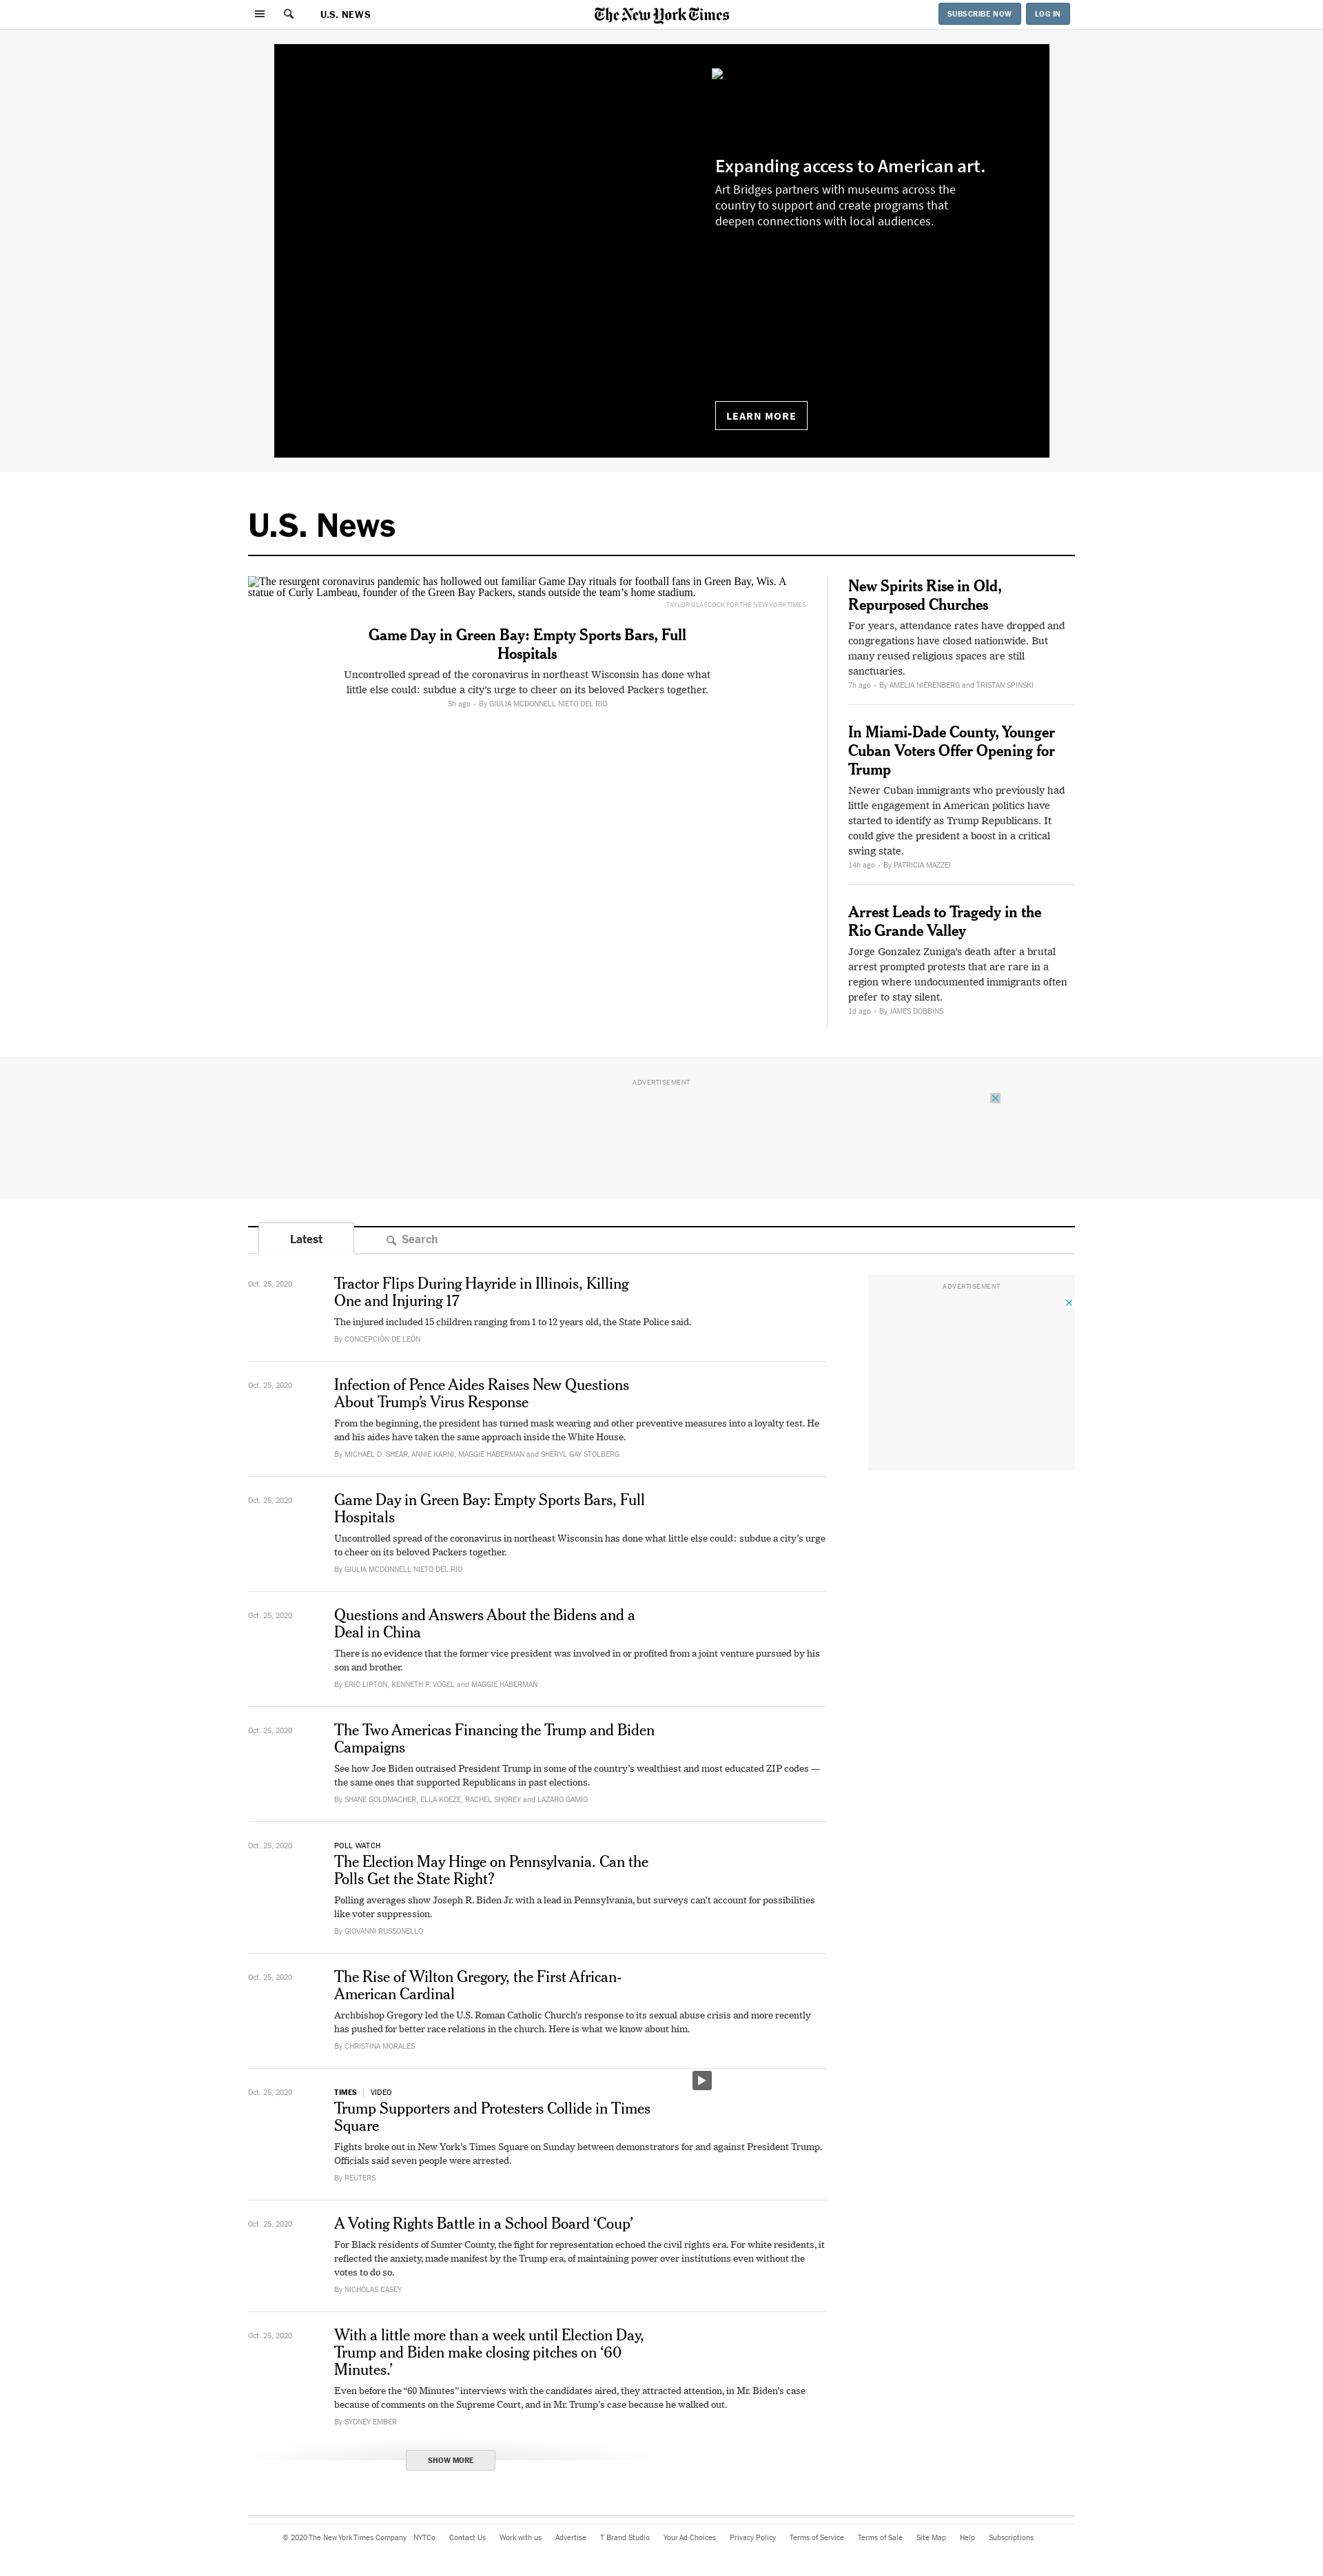 U.S. NEWS
The New York Times
SUBSCRIBE NOW
LOG IN
Expanding access to American art.
Art Bridges partners with museums across the
country to support and create programs that
deepen connections with local audiences.
LEARN MORE
U.S. News
The resurgent coronavirus pandemic has hollowed out familiar Game Day rituals for football fans in Green Bay, Wis. A
statue of Curly Lambeau, founder of the Green Bay Packers, stands outside the team's home stadium.
TAYLOR GLASCOCK FOR THE NEW YORK TIMES
Game Day in Green Bay: Empty Sports Bars, Full
Hospitals
Uncontrolled spread of the coronavirus in northeast Wisconsin has done what
little else could: subdue a city's urge to cheer on its beloved Packers together.
5h ago • By GIULIA MCDONNELL NIETO DEL RIO
New Spirits Rise in Old,
Repurposed Churches
For years, attendance rates have dropped and
congregations have closed nationwide. But
many reused religious spaces are still
sanctuaries.
7h ago • By AMELIA NIERENBERG and TRISTAN SPINSKI
In Miami-Dade County, Younger
Cuban Voters Offer Opening for
Trump
Newer Cuban immigrants who previously had
little engagement in American politics have
started to identify as Trump Republicans. It
could give the president a boost in a critical
swing state.
14h ago • By PATRICIA MAZZEI
Arrest Leads to Tragedy in the
Rio Grande Valley
Jorge Gonzalez Zuniga's death after a brutal
arrest prompted protests that are rare in a
region where undocumented immigrants often
prefer to stay silent.
1d ago • By JAMES DOBBINS
ADVERTISEMENT
Latest
Search
ADVERTISEMENT
Oct. 25, 2020
Tractor Flips During Hayride in Illinois, Killing
One and Injuring 17
The injured included 15 children ranging from 1 to 12 years old, the State Police said.
By CONCEPCIÓN DE LEÓN
Oct. 25, 2020
Infection of Pence Aides Raises New Questions
About Trump's Virus Response
From the beginning, the president has turned mask wearing and other preventive measures into a loyalty test. He
and his aides have taken the same approach inside the White House.
By MICHAEL D. SHEAR, ANNIE KARNI, MAGGIE HABERMAN and SHERYL GAY STOLBERG
Oct. 25, 2020
Game Day in Green Bay: Empty Sports Bars, Full
Hospitals
Uncontrolled spread of the coronavirus in northeast Wisconsin has done what little else could: subdue a city's urge
to cheer on its beloved Packers together.
By GIULIA MCDONNELL NIETO DEL RIO
Oct. 25, 2020
Questions and Answers About the Bidens and a
Deal in China
There is no evidence that the former vice president was involved in or profited from a joint venture pursued by his
son and brother.
By ERIC LIPTON, KENNETH P. VOGEL and MAGGIE HABERMAN
Oct. 25, 2020
The Two Americas Financing the Trump and Biden
Campaigns
See how Joe Biden outraised President Trump in some of the country's wealthiest and most educated ZIP codes —
the same ones that supported Republicans in past elections.
By SHANE GOLDMACHER, ELLA KOEZE, RACHEL SHOREY and LAZARO GAMIO
Oct. 25, 2020
POLL WATCH
The Election May Hinge on Pennsylvania. Can the
Polls Get the State Right?
Polling averages show Joseph R. Biden Jr. with a lead in Pennsylvania, but surveys can't account for possibilities
like voter suppression.
By GIOVANNI RUSSONELLO
Oct. 25, 2020
The Rise of Wilton Gregory, the First African-
American Cardinal
Archbishop Gregory led the U.S. Roman Catholic Church's response to its sexual abuse crisis and more recently
has pushed for better race relations in the church. Here is what we know about him.
By CHRISTINA MORALES
Oct. 25, 2020
TIMES | VIDEO
Trump Supporters and Protesters Collide in Times
Square
Fights broke out in New York's Times Square on Sunday between demonstrators for and against President Trump.
Officials said seven people were arrested.
By REUTERS
Oct. 25, 2020
A Voting Rights Battle in a School Board ‘Coup’
For Black residents of Sumter County, the fight for representation echoed the civil rights era. For white residents, it
reflected the anxiety, made manifest by the Trump era, of maintaining power over institutions even without the
votes to do so.
By NICHOLAS CASEY
Oct. 25, 2020
With a little more than a week until Election Day,
Trump and Biden make closing pitches on ‘60
Minutes.’
Even before the “60 Minutes” interviews with the candidates aired, they attracted attention, in Mr. Biden's case
because of comments on the Supreme Court, and in Mr. Trump's case because he walked out.
By SYDNEY EMBER
SHOW MORE
© 2020 The New York Times Company NYTCo Contact Us Work with us Advertise T Brand Studio Your Ad Choices Privacy Policy Terms of Service Terms of Sale Site Map Help Subscriptions